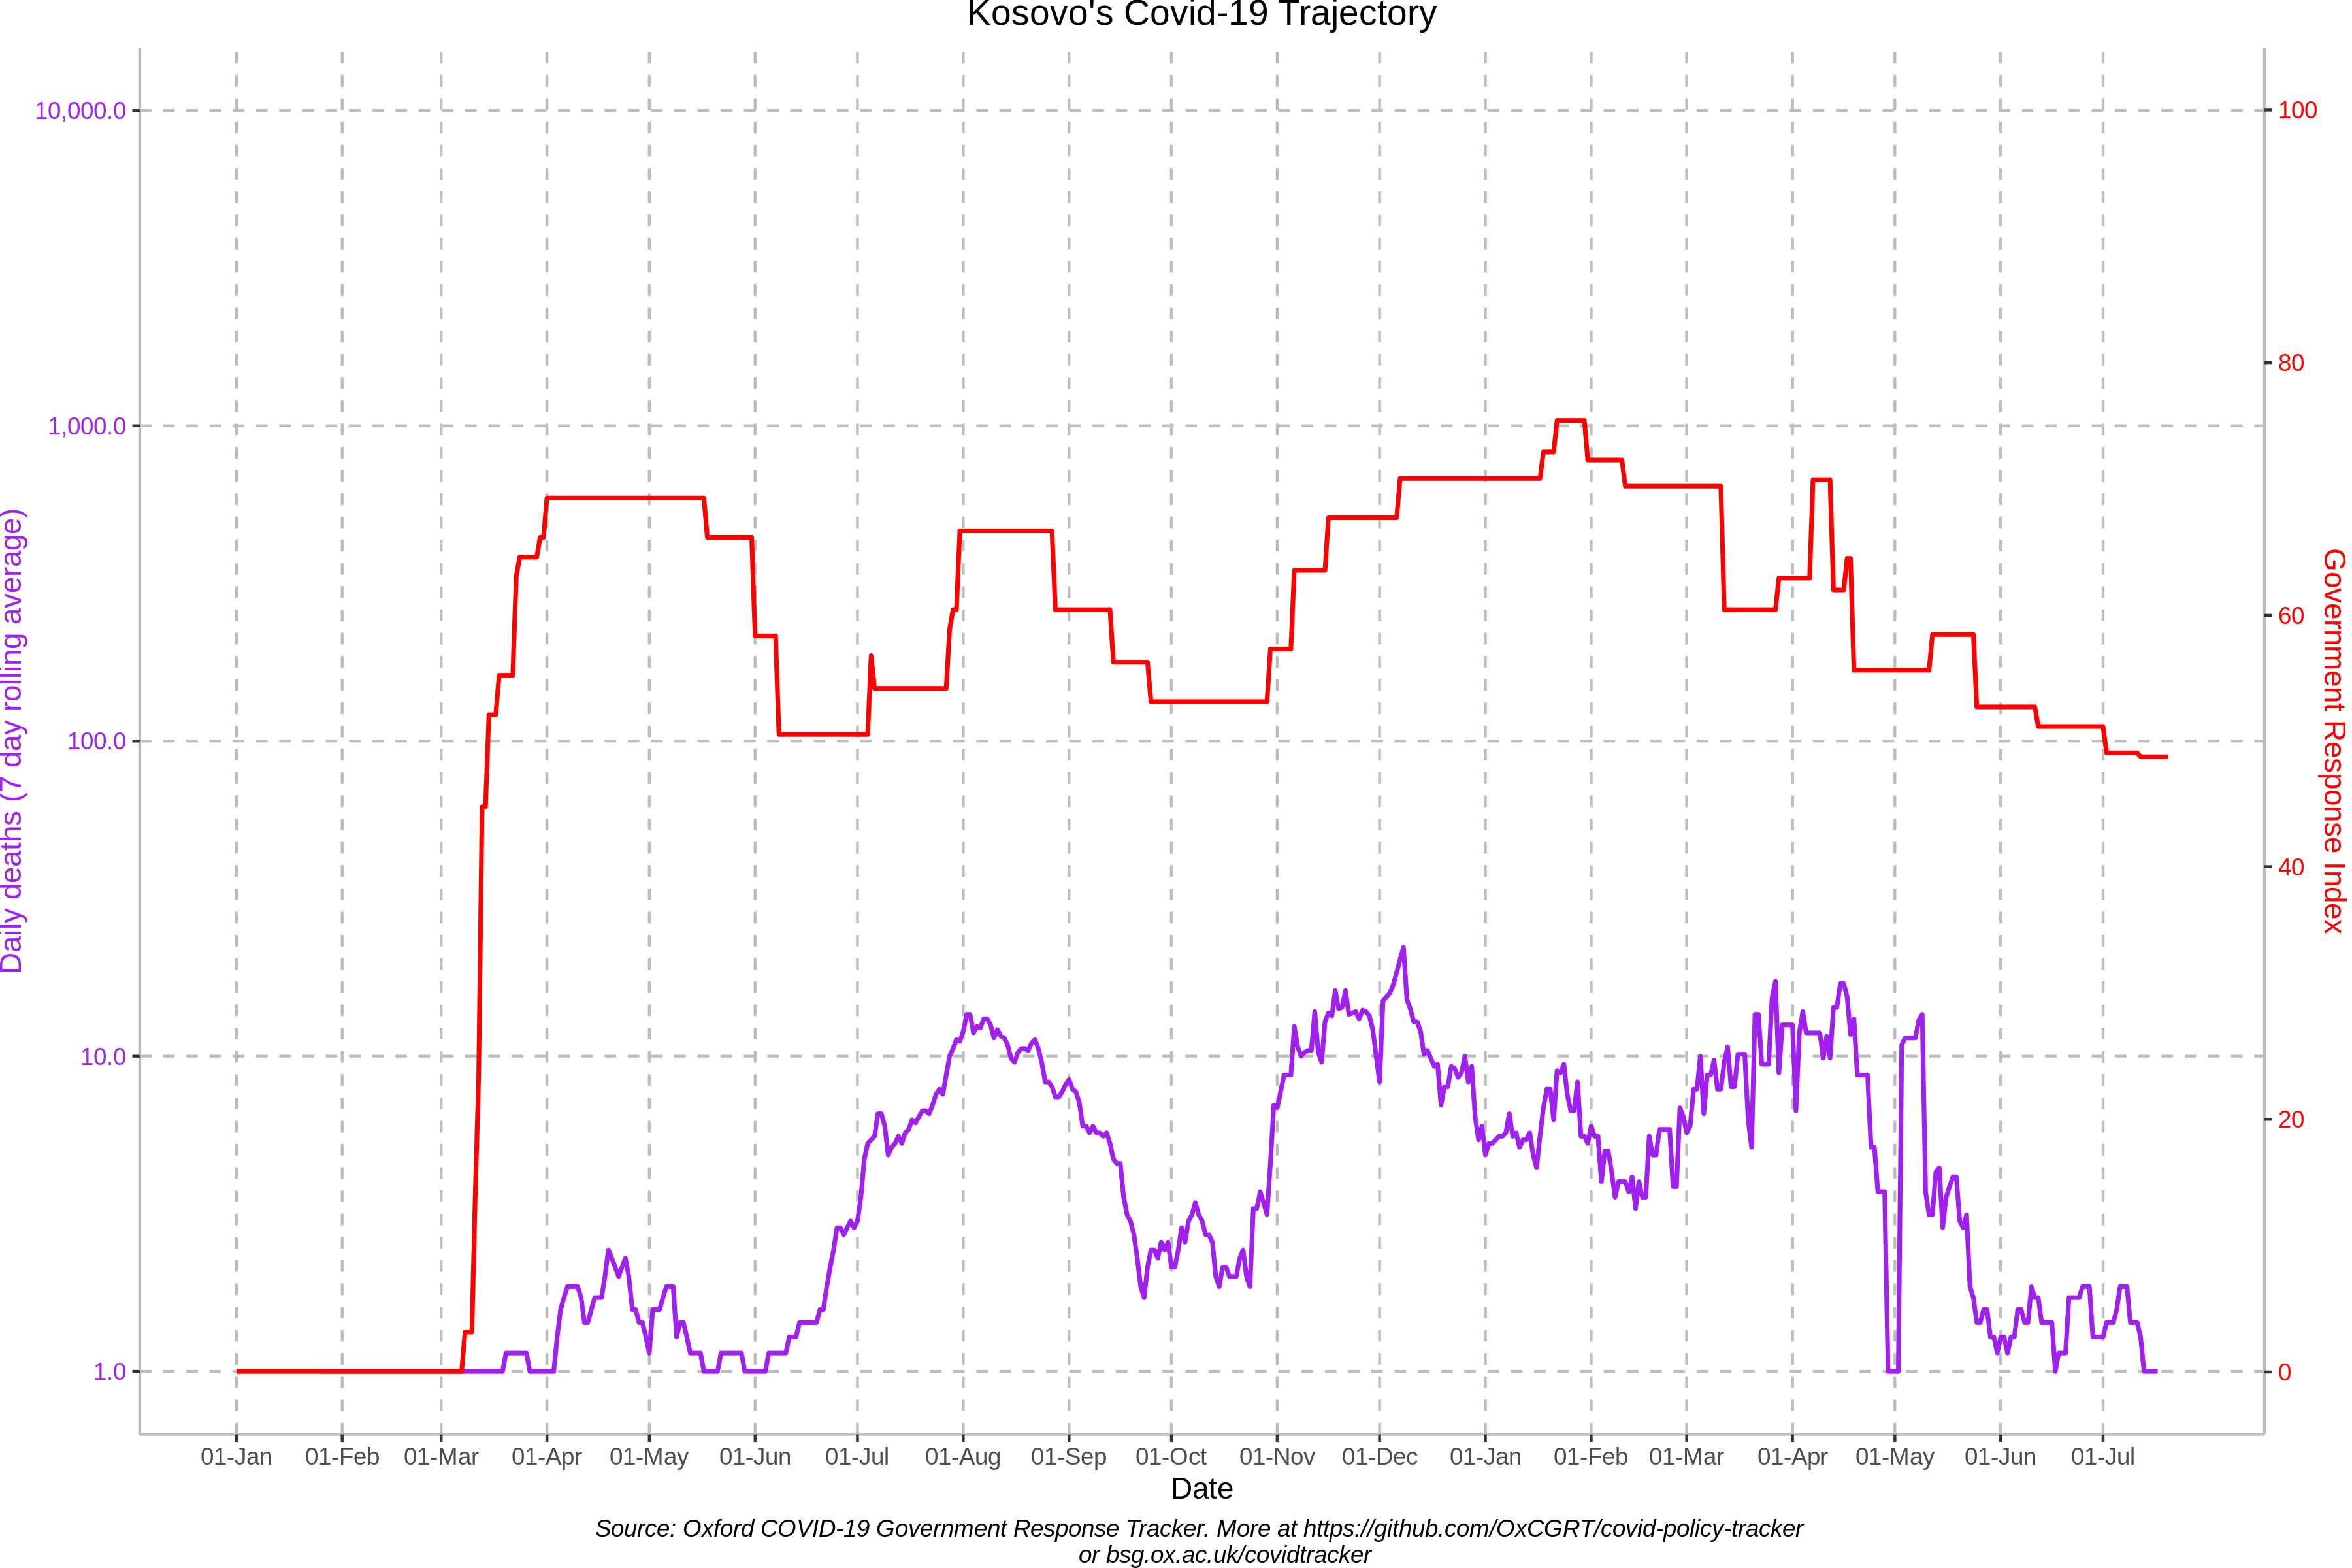 Kosovo's Covid-19 Trajectory
10,000.0
1,000.0
100.0
10.0
1.0
Daily deaths (7 day rolling average)
100
80
60
40
20
0
Government Response Index
01-Jan 01-Feb 01-Mar 01-Apr 01-May 01-Jun 01-Jul 01-Aug 01-Sep 01-Oct 01-Nov 01-Dec 01-Jan 01-Feb 01-Mar 01-Apr 01-May 01-Jun 01-Jul
Date
Source: Oxford COVID-19 Government Response Tracker. More at https://github.com/OxCGRT/covid-policy-tracker
or bsg.ox.ac.uk/covidtracker